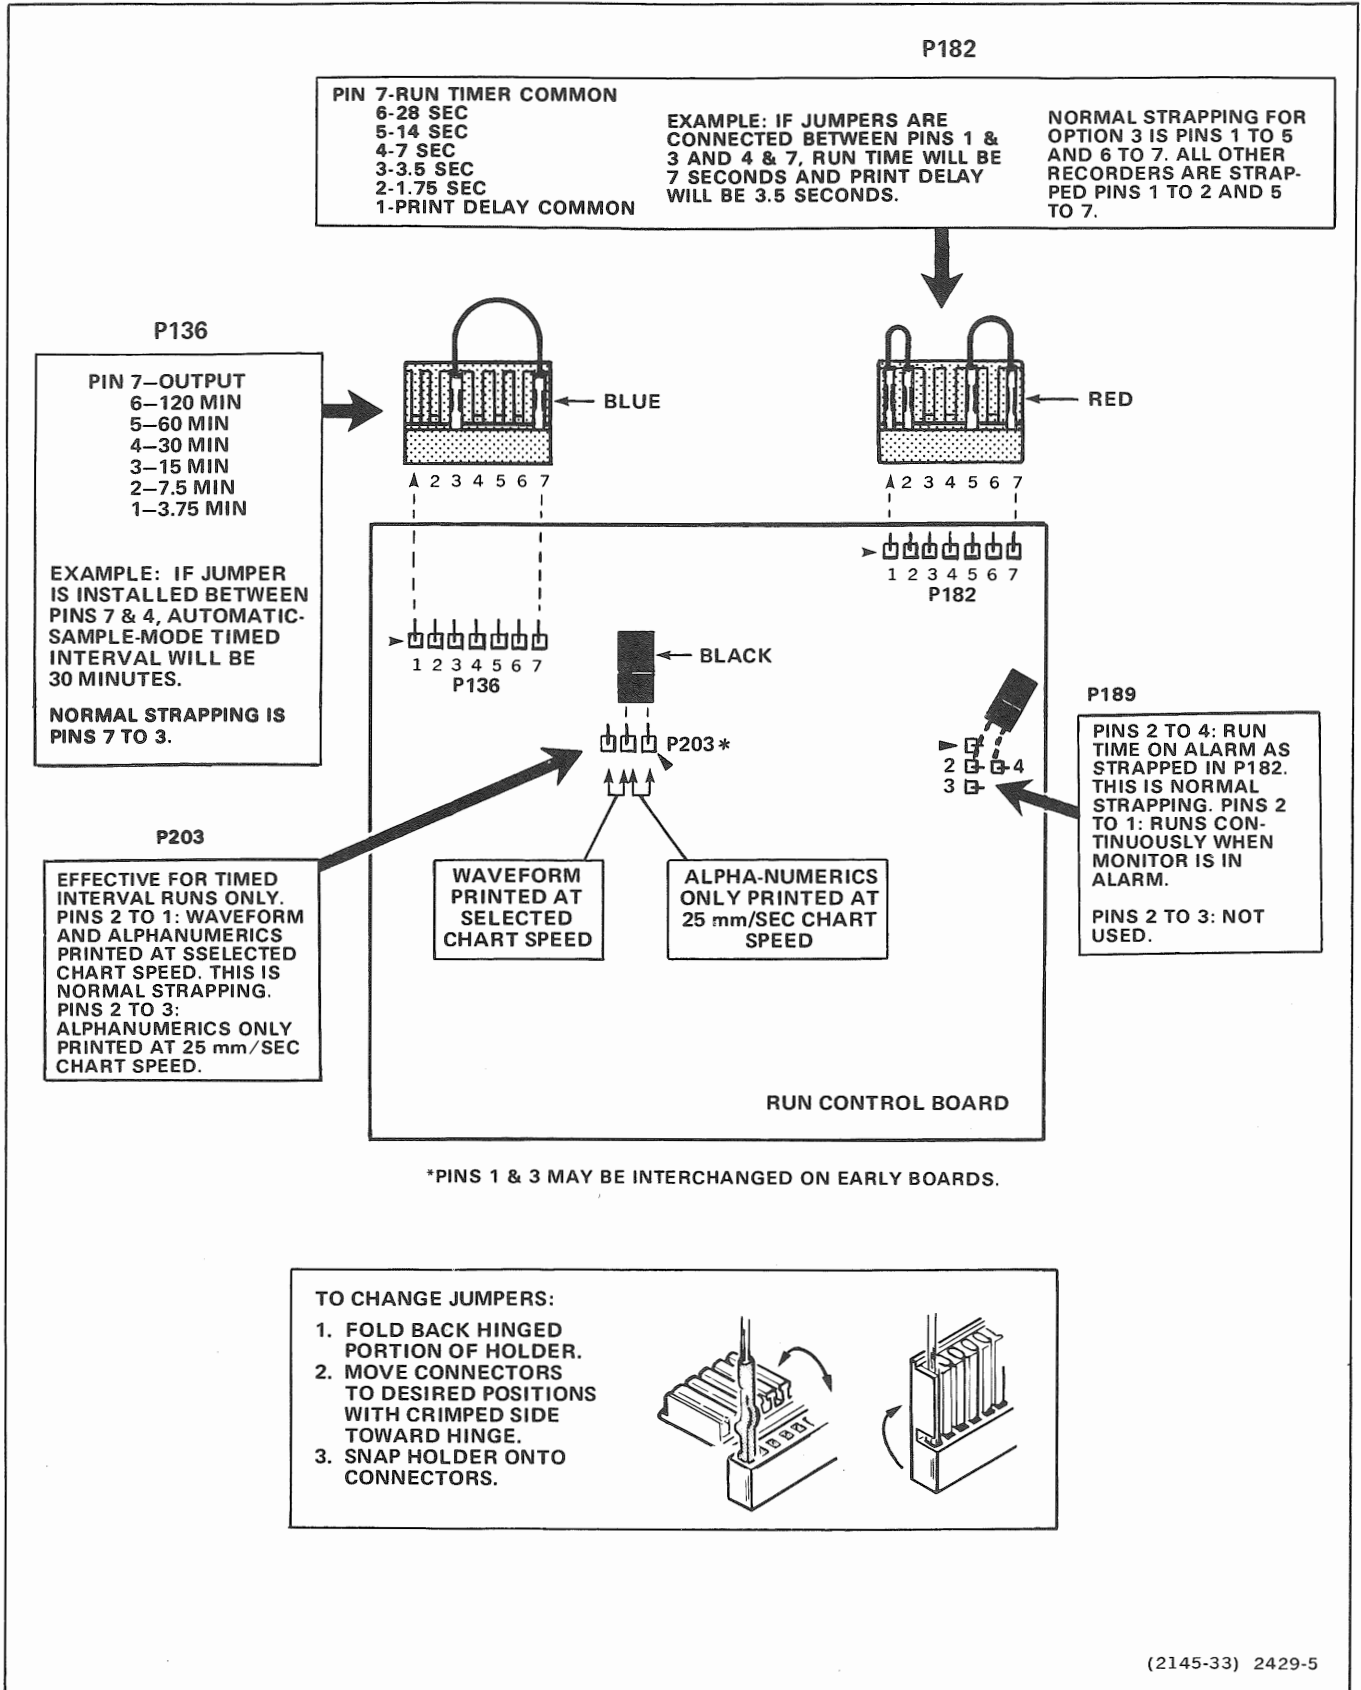 P182
PIN 7-RUN TIMER COMMON
6-28 SEC
5-14 SEC
4-7 SEC
3-3.5 SEC
2-1.75 SEC
1-PRINT DELAY COMMON
EXAMPLE: IF JUMPERS ARE
CONNECTED BETWEEN PINS 1 &
3 AND 4 & 7, RUN TIME WILL BE
7 SECONDS AND PRINT DELAY
WILL BE 3.5 SECONDS.
NORMAL STRAPPING FOR
OPTION 3 IS PINS 1 TO 5
AND 6 TO 7. ALL OTHER
RECORDERS ARE STRAP-
PED PINS 1 TO 2 AND 5
TO 7.
P136
PIN 7—OUTPUT
6—120 MIN
5—60 MIN
4—30 MIN
3—15 MIN
2—7.5 MIN
1—3.75 MIN
EXAMPLE: IF JUMPER
IS INSTALLED BETWEEN
PINS 7 & 4, AUTOMATIC-
SAMPLE-MODE TIMED
INTERVAL WILL BE
30 MINUTES.
NORMAL STRAPPING IS
PINS 7 TO 3.
BLUE
2 3 4 5 6 7
RED
2 3 4 5 6 7
1 2 3 4 5 6 7
P182
1 2 3 4 5 6 7
P136
BLACK
P203*
2
4
3
P189
PINS 2 TO 4: RUN
TIME ON ALARM AS
STRAPPED IN P182.
THIS IS NORMAL
STRAPPING. PINS 2
TO 1: RUNS CON-
TINUOUSLY WHEN
MONITOR IS IN
ALARM.
PINS 2 TO 3: NOT
USED.
P203
EFFECTIVE FOR TIMED
INTERVAL RUNS ONLY.
PINS 2 TO 1: WAVEFORM
AND ALPHANUMERICS
PRINTED AT SSELECTED
CHART SPEED. THIS IS
NORMAL STRAPPING.
PINS 2 TO 3:
ALPHANUMERICS ONLY
PRINTED AT 25 mm/SEC
CHART SPEED.
WAVEFORM
PRINTED AT
SELECTED
CHART SPEED
ALPHA-NUMERICS
ONLY PRINTED AT
25 mm/SEC CHART
SPEED
RUN CONTROL BOARD
*PINS 1 & 3 MAY BE INTERCHANGED ON EARLY BOARDS.
TO CHANGE JUMPERS:
1. FOLD BACK HINGED
PORTION OF HOLDER.
2. MOVE CONNECTORS
TO DESIRED POSITIONS
WITH CRIMPED SIDE
TOWARD HINGE.
3. SNAP HOLDER ONTO
CONNECTORS.
(2145-33) 2429-5